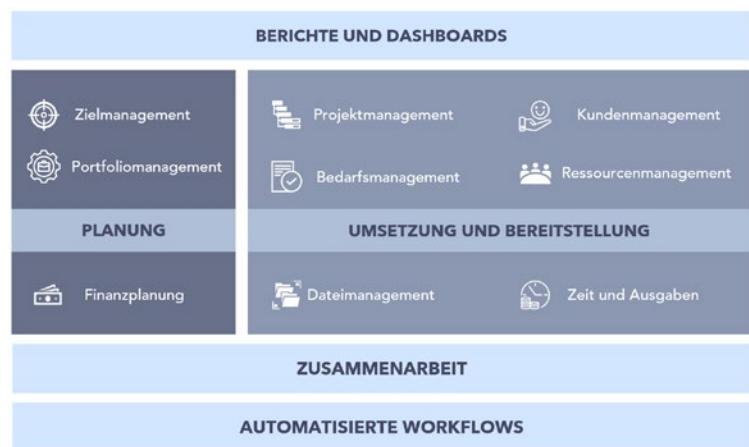 BERICHTE UND DASHBOARDS
Zielmanagement
Portfoliomanagement
PLANUNG
Finanzplanung
Projektmanagement
Kundenmanagement
Bedarfsmanagement
Ressourcenmanagement
UMSETZUNG UND BEREITSTELLUNG
Dateimanagement
Zeit und Ausgaben
ZUSAMMENARBEIT
AUTOMATISIERTE WORKFLOWS